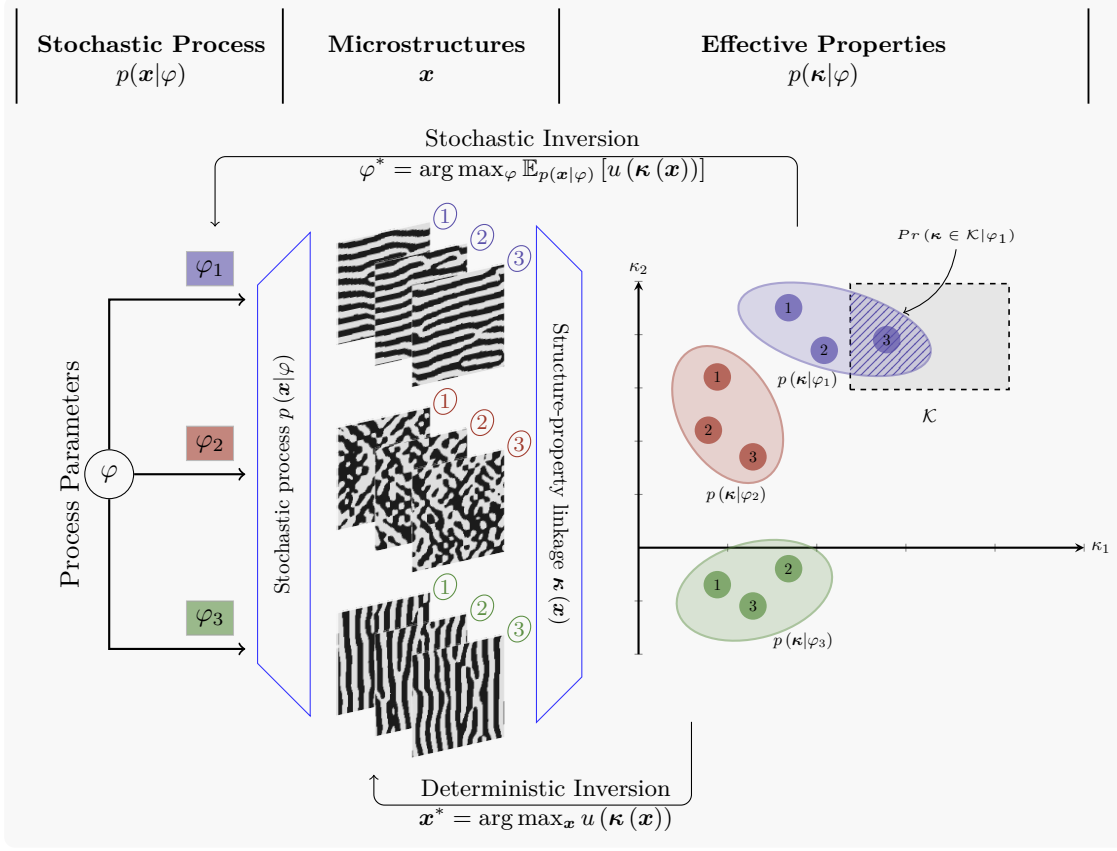 Stochastic Process
p(x|φ)
Microstructures
x
Effective Properties
p(κ|φ)
Stochastic Inversion
φ* = arg max_φ 𝔼_{p(x|φ)} [u (κ (x))]
φ1
φ2
φ3
Process Parameters
φ
Stochastic process p (x|φ)
1
2
3
1
2
3
1
2
3
Structure-property linkage κ (x)
κ2
κ1
Pr (κ ∈ 𝒦|φ1)
1
2
3
p (κ|φ1)
𝒦
1
2
3
p (κ|φ2)
1
2
3
p (κ|φ3)
Deterministic Inversion
x* = arg max_x u (κ (x))